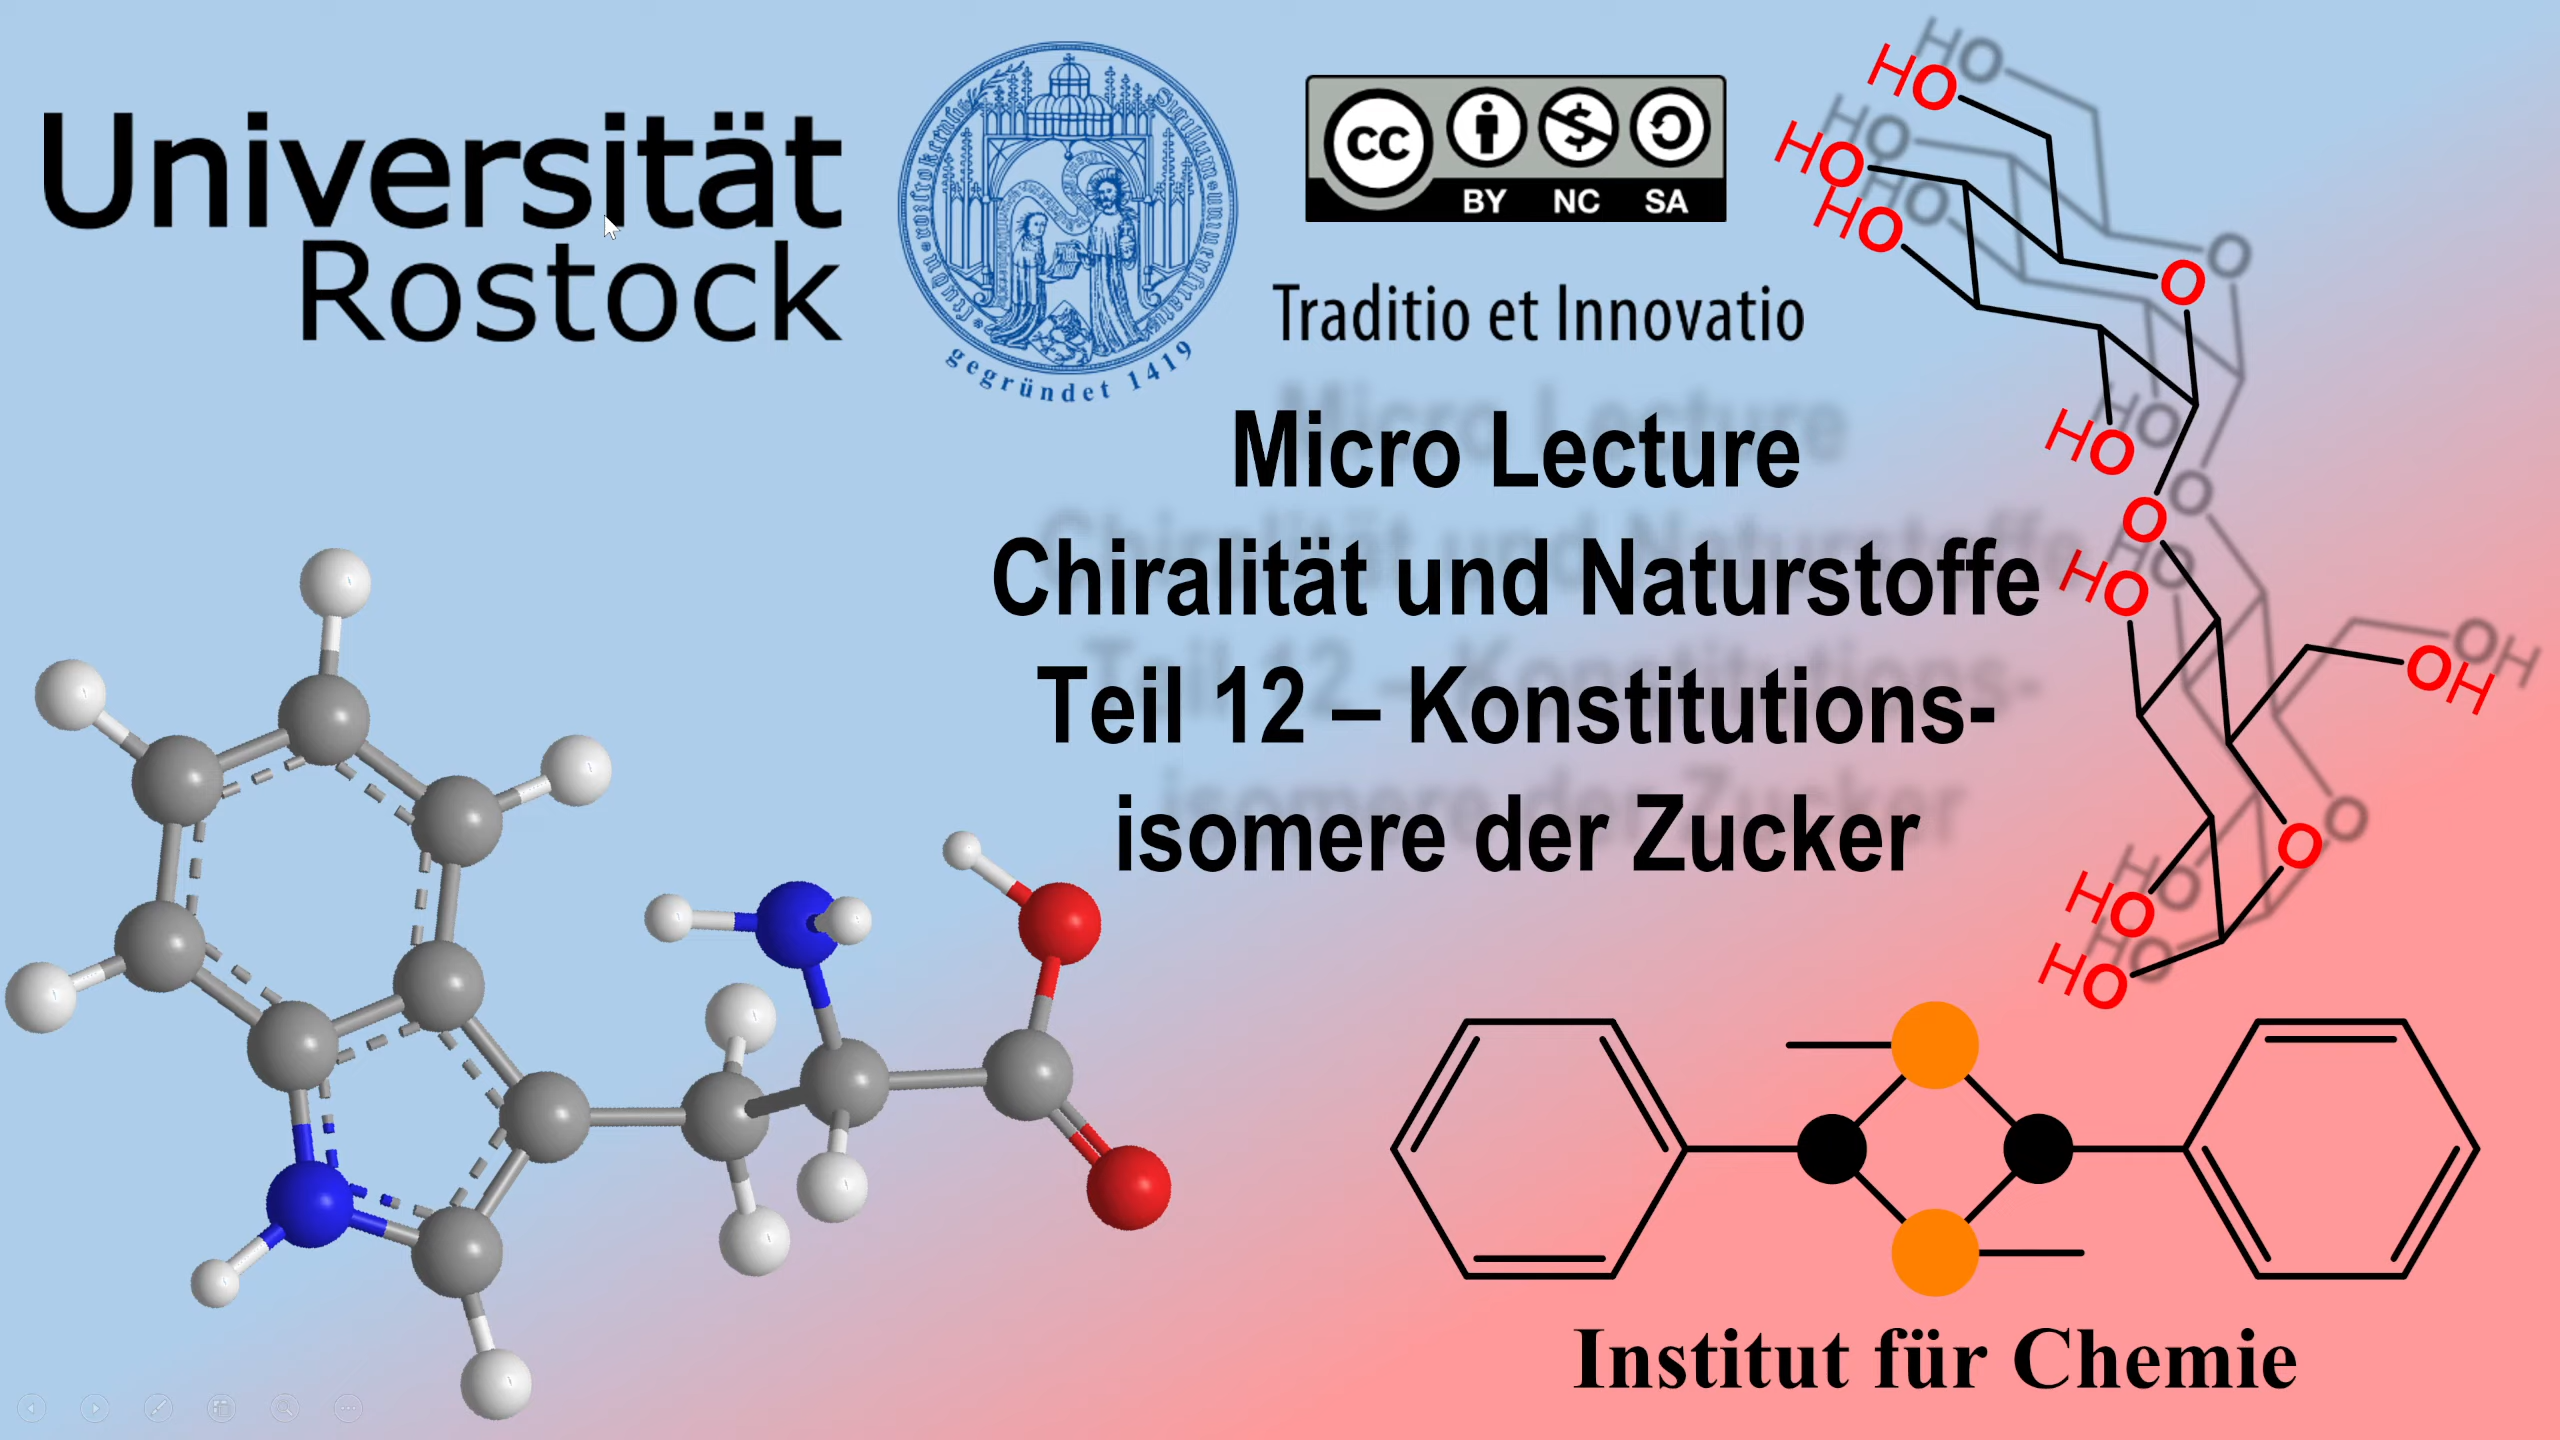 Universität
Rostock
gegründet 1419
CC
BY NC SA
Traditio et Innovatio
Micro Lecture
Chiralität und Naturstoffe
Teil 12 – Konstitutions-
isomere der Zucker
HO
HO
HO
O
HO
O
HO
OH
O
HO
HO
Institut für Chemie